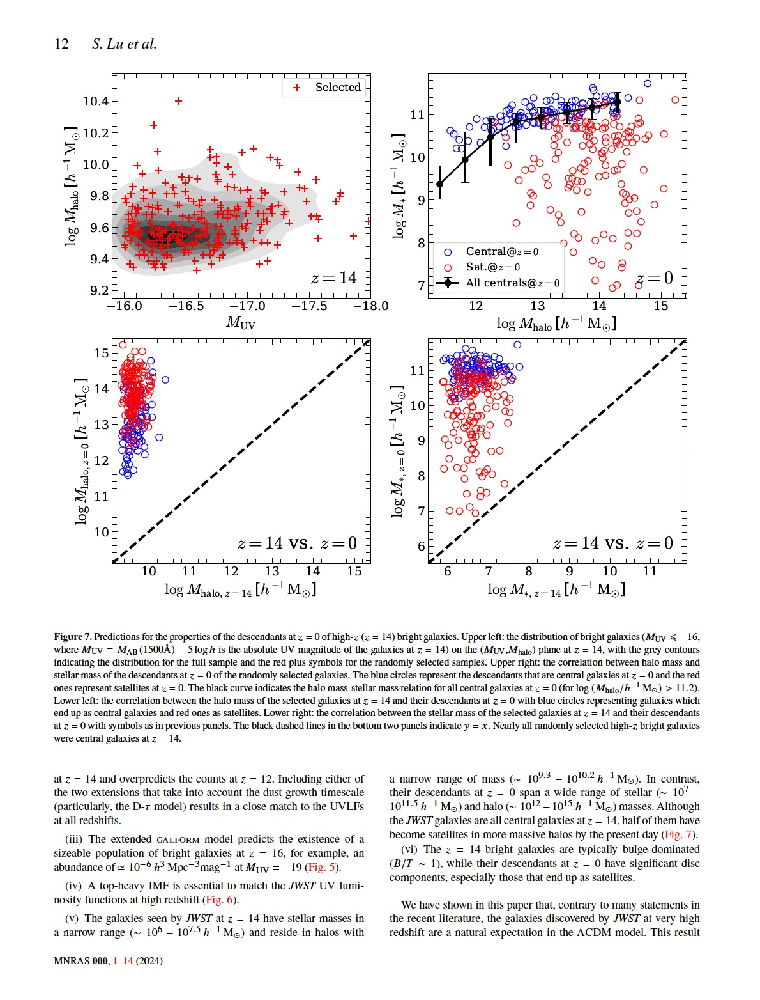 12 S. Lu et al.
Selected
log M_halo [h^−1 M_⊙]
10.4
10.2
10.0
9.8
9.6
9.4
9.2
z = 14
−16.0 −16.5 −17.0 −17.5 −18.0
M_UV
log M_* [h^−1 M_⊙]
11
10
9
8
7
Central@z = 0
Sat.@z = 0
All centrals@z = 0
z = 0
12 13 14 15
log M_halo [h^−1 M_⊙]
log M_halo, z = 0 [h^−1 M_⊙]
15
14
13
12
11
10
z = 14 vs. z = 0
10 11 12 13 14 15
log M_halo, z = 14 [h^−1 M_⊙]
log M_*, z = 0 [h^−1 M_⊙]
11
10
9
8
7
6
z = 14 vs. z = 0
6 7 8 9 10 11
log M_*, z = 14 [h^−1 M_⊙]
Figure 7. Predictions for the properties of the descendants at z = 0 of high-z (z = 14) bright galaxies. Upper left: the distribution of bright galaxies (M_UV ⩽ −16,
where M_UV ≡ M_AB(1500Å) − 5 log h is the absolute UV magnitude of the galaxies at z = 14) on the (M_UV,M_halo) plane at z = 14, with the grey contours
indicating the distribution for the full sample and the red plus symbols for the randomly selected samples. Upper right: the correlation between halo mass and
stellar mass of the descendants at z = 0 of the randomly selected galaxies. The blue circles represent the descendants that are central galaxies at z = 0 and the red
ones represent satellites at z = 0. The black curve indicates the halo mass-stellar mass relation for all central galaxies at z = 0 (for log (M_halo/h^−1 M_⊙) > 11.2).
Lower left: the correlation between the halo mass of the selected galaxies at z = 14 and their descendants at z = 0 with blue circles representing galaxies which
end up as central galaxies and red ones as satellites. Lower right: the correlation between the stellar mass of the selected galaxies at z = 14 and their descendants
at z = 0 with symbols as in previous panels. The black dashed lines in the bottom two panels indicate y = x. Nearly all randomly selected high-z bright galaxies
were central galaxies at z = 14.
at z = 14 and overpredicts the counts at z = 12. Including either of
the two extensions that take into account the dust growth timescale
(particularly, the D-τ model) results in a close match to the UVLFs
at all redshifts.
(iii) The extended GALFORM model predicts the existence of a
sizeable population of bright galaxies at z = 16, for example, an
abundance of ≃ 10^−6 h^3 Mpc^−3mag^−1 at M_UV = −19 (Fig. 5).
(iv) A top-heavy IMF is essential to match the JWST UV lumi-
nosity functions at high redshift (Fig. 6).
(v) The galaxies seen by JWST at z = 14 have stellar masses in
a narrow range (∼ 10^6 − 10^7.5 h^−1 M_⊙) and reside in halos with
a narrow range of mass (∼ 10^9.3 − 10^10.2 h^−1 M_⊙). In contrast,
their descendants at z = 0 span a wide range of stellar (∼ 10^7 −
10^11.5 h^−1 M_⊙) and halo (∼ 10^12 − 10^15 h^−1 M_⊙) masses. Although
the JWST galaxies are all central galaxies at z = 14, half of them have
become satellites in more massive halos by the present day (Fig. 7).
(vi) The z = 14 bright galaxies are typically bulge-dominated
(B/T ∼ 1), while their descendants at z = 0 have significant disc
components, especially those that end up as satellites.
We have shown in this paper that, contrary to many statements in
the recent literature, the galaxies discovered by JWST at very high
redshift are a natural expectation in the ΛCDM model. This result
MNRAS 000, 1–14 (2024)